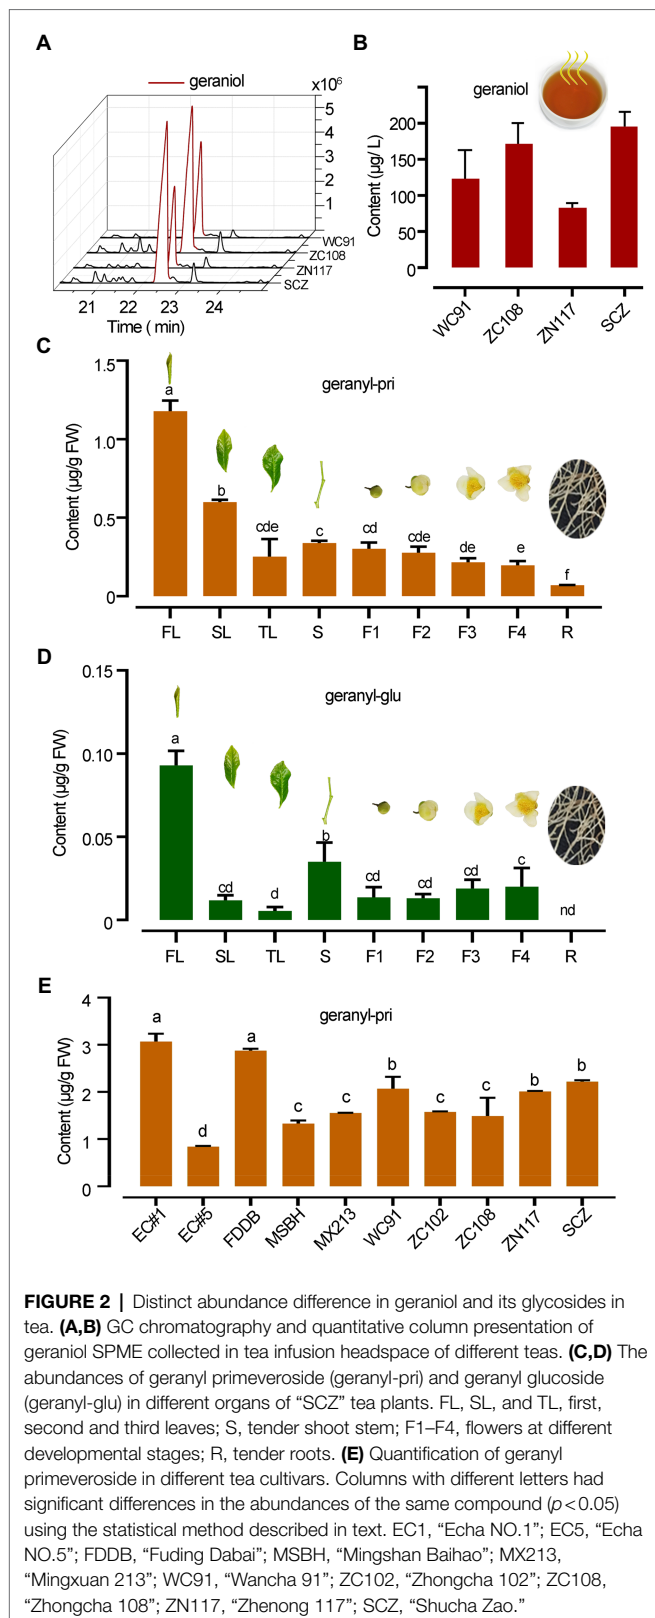 A
geraniol
x10⁶
5
4
3
2
1
WC91
ZC108
ZN117
SCZ
21 22 23 24
Time ( min)
B
geraniol
Content (µg/ L)
200
150
100
50
0
WC91 ZC108 ZN117 SCZ
C
geranyl-pri
Content (µg/g FW)
1.5
1.0
0.5
0
a b cde c cd cde de e f
FL SL TL S F1 F2 F3 F4 R
D
geranyl-glu
Content (µg/g FW)
0.15
0.10
0.05
0
a cd d b cd cd cd c nd
FL SL TL S F1 F2 F3 F4 R
E
geranyl-pri
Content (µg/g FW)
4
3
2
1
0
a d a c c b c c b b
EC#1 EC#5 FDDB MSBH MX213 WC91 ZC102 ZC108 ZN117 SCZ
FIGURE 2 | Distinct abundance difference in geraniol and its glycosides in
tea. (A,B) GC chromatography and quantitative column presentation of
geraniol SPME collected in tea infusion headspace of different teas. (C,D) The
abundances of geranyl primeveroside (geranyl-pri) and geranyl glucoside
(geranyl-glu) in different organs of “SCZ” tea plants. FL, SL, and TL, first,
second and third leaves; S, tender shoot stem; F1–F4, flowers at different
developmental stages; R, tender roots. (E) Quantification of geranyl
primeveroside in different tea cultivars. Columns with different letters had
significant differences in the abundances of the same compound (p < 0.05)
using the statistical method described in text. EC1, “Echa NO.1”; EC5, “Echa
NO.5”; FDDB, “Fuding Dabai”; MSBH, “Mingshan Baihao”; MX213,
“Mingxuan 213”; WC91, “Wancha 91”; ZC102, “Zhongcha 102”; ZC108,
“Zhongcha 108”; ZN117, “Zhenong 117”; SCZ, “Shucha Zao.”